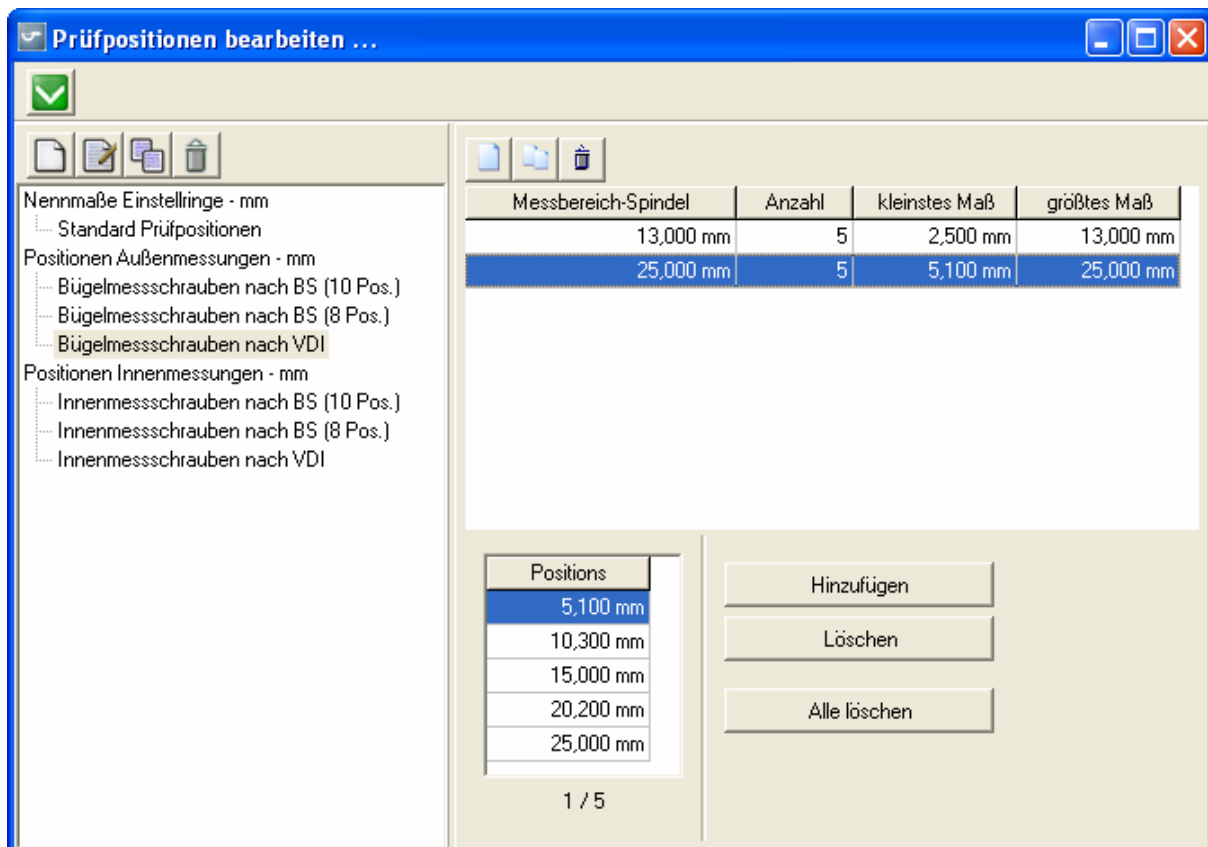 Prüfpositionen bearbeiten ...
Nennmaße Einstellringe - mm
Standard Prüfpositionen
Positionen Außenmessungen - mm
Bügelmessschrauben nach BS (10 Pos.)
Bügelmessschrauben nach BS (8 Pos.)
Bügelmessschrauben nach VDI
Positionen Innenmessungen - mm
Innenmessschrauben nach BS (10 Pos.)
Innenmessschrauben nach BS (8 Pos.)
Innenmessschrauben nach VDI
Messbereich-Spindel Anzahl kleinstes Maß größtes Maß
13,000 mm 5 2,500 mm 13,000 mm
25,000 mm 5 5,100 mm 25,000 mm
Positions
5,100 mm
10,300 mm
15,000 mm
20,200 mm
25,000 mm
1 / 5
Hinzufügen
Löschen
Alle löschen